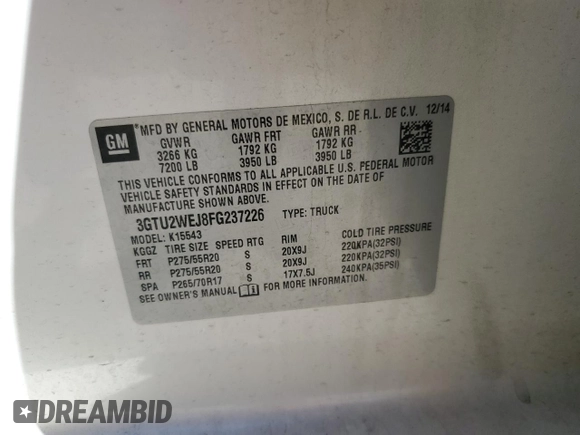 GM *MFD BY GENERAL MOTORS DE MEXICO, S. DE R.L. DE C.V. 12/14
GVWR GAWR FRT GAWR RR
3266 KG 1792 KG 1792 KG
7200 LB 3950 LB 3950 LB
THIS VEHICLE CONFORMS TO ALL APPLICABLE U.S. FEDERAL MOTOR
VEHICLE SAFETY STANDARDS IN EFFECT ON THE DATE OF
MANUFACTURE SHOWN ABOVE.
3GTU2WEJ8FG237226 TYPE: TRUCK
MODEL: K15543
KGGZ TIRE SIZE SPEED RTG RIM COLD TIRE PRESSURE
FRT P275/55R20 S 20X9J 220KPA(32PSI)
RR P275/55R20 S 20X9J 220KPA(32PSI)
SPA P265/70R17 S 17X7.5J 240KPA(35PSI)
SEE OWNER'S MANUAL FOR MORE INFORMATION.
DREAMBID